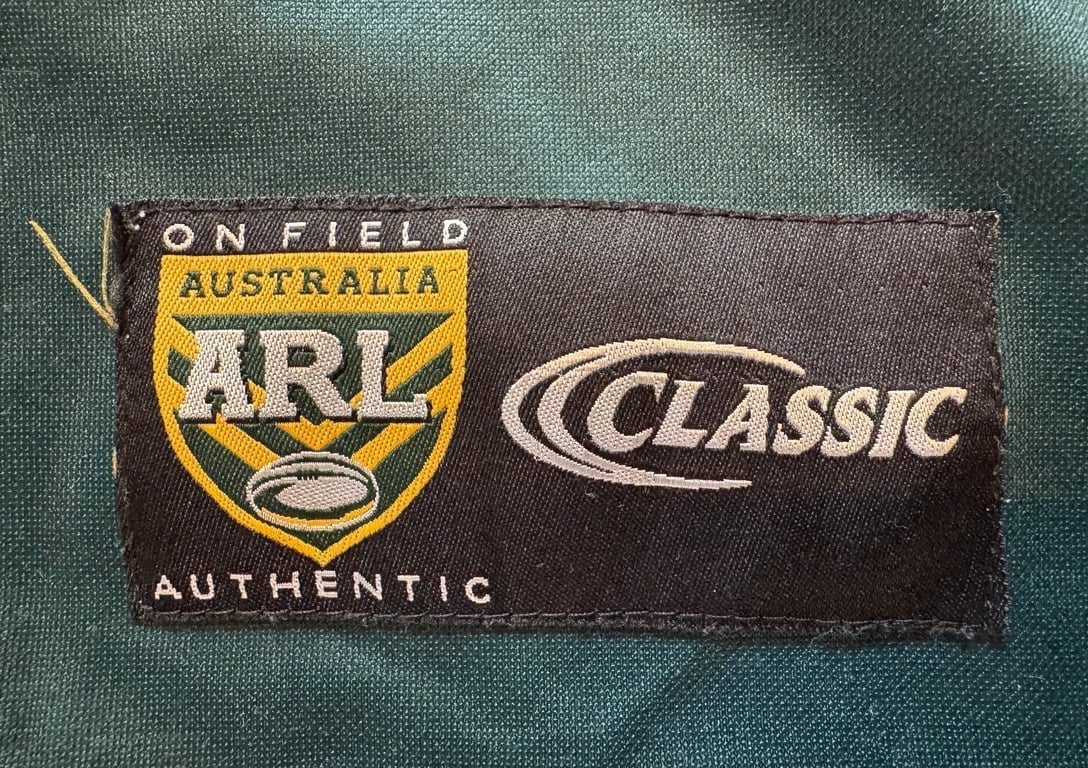 ON FIELD
AUSTRALIA
ARL
AUTHENTIC
CLASSIC